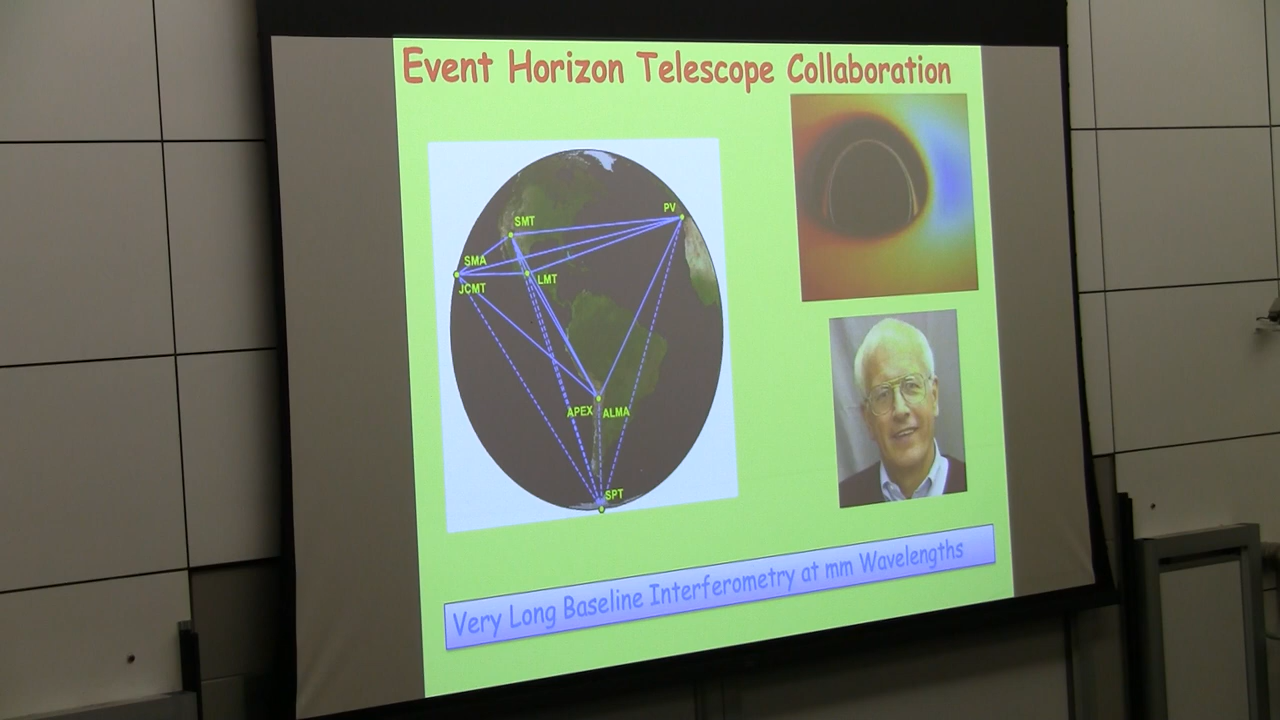 Event Horizon Telescope Collaboration
PV
SMT
SMA
LMT
JCMT
APEX ALMA
SPT
Very Long Baseline Interferometry at mm Wavelengths